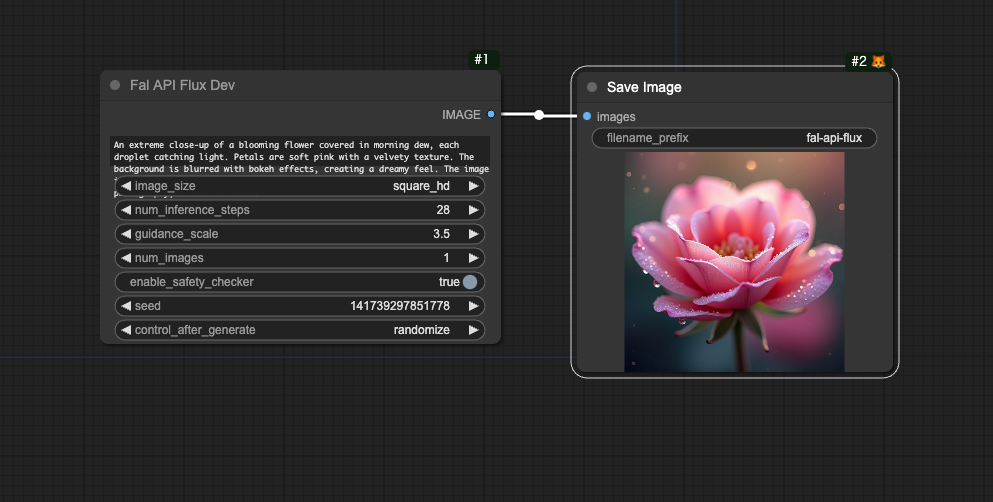 #1
Fal API Flux Dev
IMAGE
An extreme close-up of a blooming flower covered in morning dew, each
droplet catching light. Petals are soft pink with a velvety texture. The
background is blurred with bokeh effects, creating a dreamy feel. The image
image_size square_hd
num_inference_steps 28
guidance_scale 3.5
num_images 1
enable_safety_checker true
seed 141739297851778
control_after_generate randomize
#2
Save Image
images
filename_prefix fal-api-flux